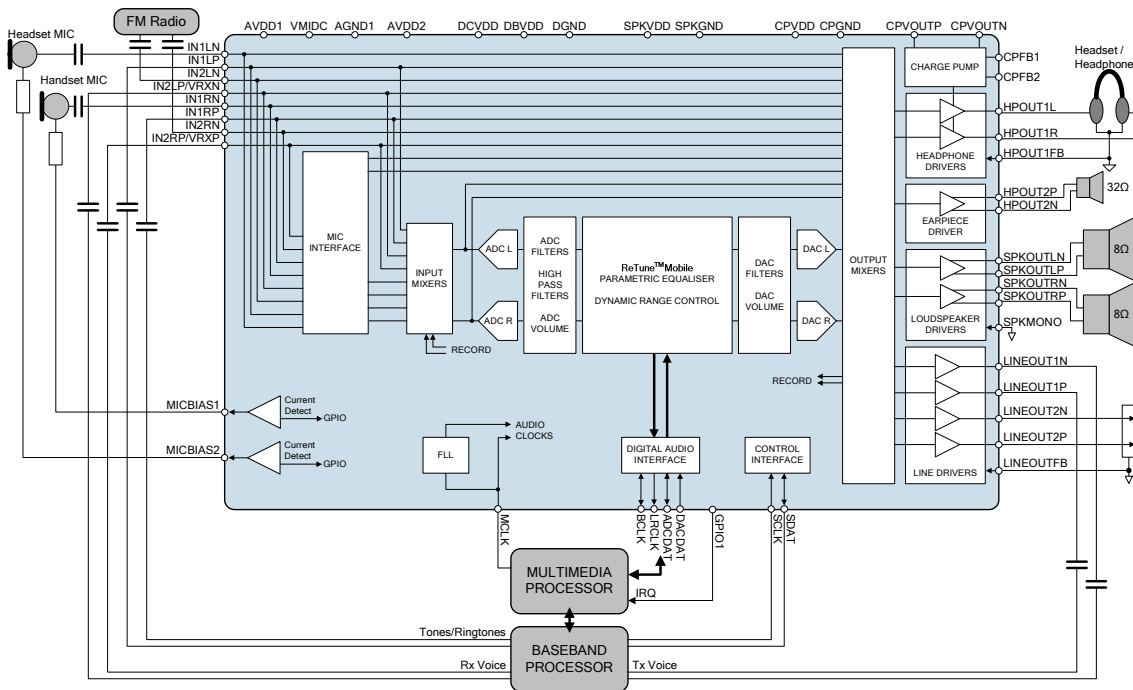 FM Radio
AVDD1
VMIDC
AGND1
AVDD2
DCVDD
DBVDD
DGND
SPKVDD
SPKGND
CPVDD
CPGND
CPVOUTP
CPVOUTN
Headset MIC
Handset MIC
IN1LN
IN1LP
IN2LN
IN2LP/VRXN
IN1RN
IN1RP
IN2RN
IN2RP/VRXP
CHARGE PUMP
CPFB1
CPFB2
Headset /
Headphone
HPOUT1L
HPOUT1R
HPOUT1FB
HEADPHONE
DRIVERS
HPOUT2P
HPOUT2N
32Ω
EARPIECE
DRIVER
MIC
INTERFACE
INPUT
MIXERS
ADC L
ADC R
ADC
FILTERS
HIGH
PASS
FILTERS
ADC
VOLUME
ReTune™Mobile
PARAMETRIC EQUALISER
DYNAMIC RANGE CONTROL
DAC
FILTERS
DAC
VOLUME
DAC L
DAC R
OUTPUT
MIXERS
SPKOUTLN
SPKOUTLP
SPKOUTRN
SPKOUTRP
SPKMONO
8Ω
8Ω
LOUDSPEAKER
DRIVERS
RECORD
RECORD
LINEOUT1N
LINEOUT1P
LINEOUT2N
LINEOUT2P
LINEOUTFB
LINE DRIVERS
MICBIAS1
Current
Detect
GPIO
MICBIAS2
Current
Detect
GPIO
AUDIO
CLOCKS
FLL
DIGITAL AUDIO
INTERFACE
CONTROL
INTERFACE
MCLK
BCLK
LRCLK
ADCDAT
DACDAT
GPIO1
SCLK
SDAT
MULTIMEDIA
PROCESSOR
IRQ
Tones/Ringtones
BASEBAND
PROCESSOR
Rx Voice
Tx Voice